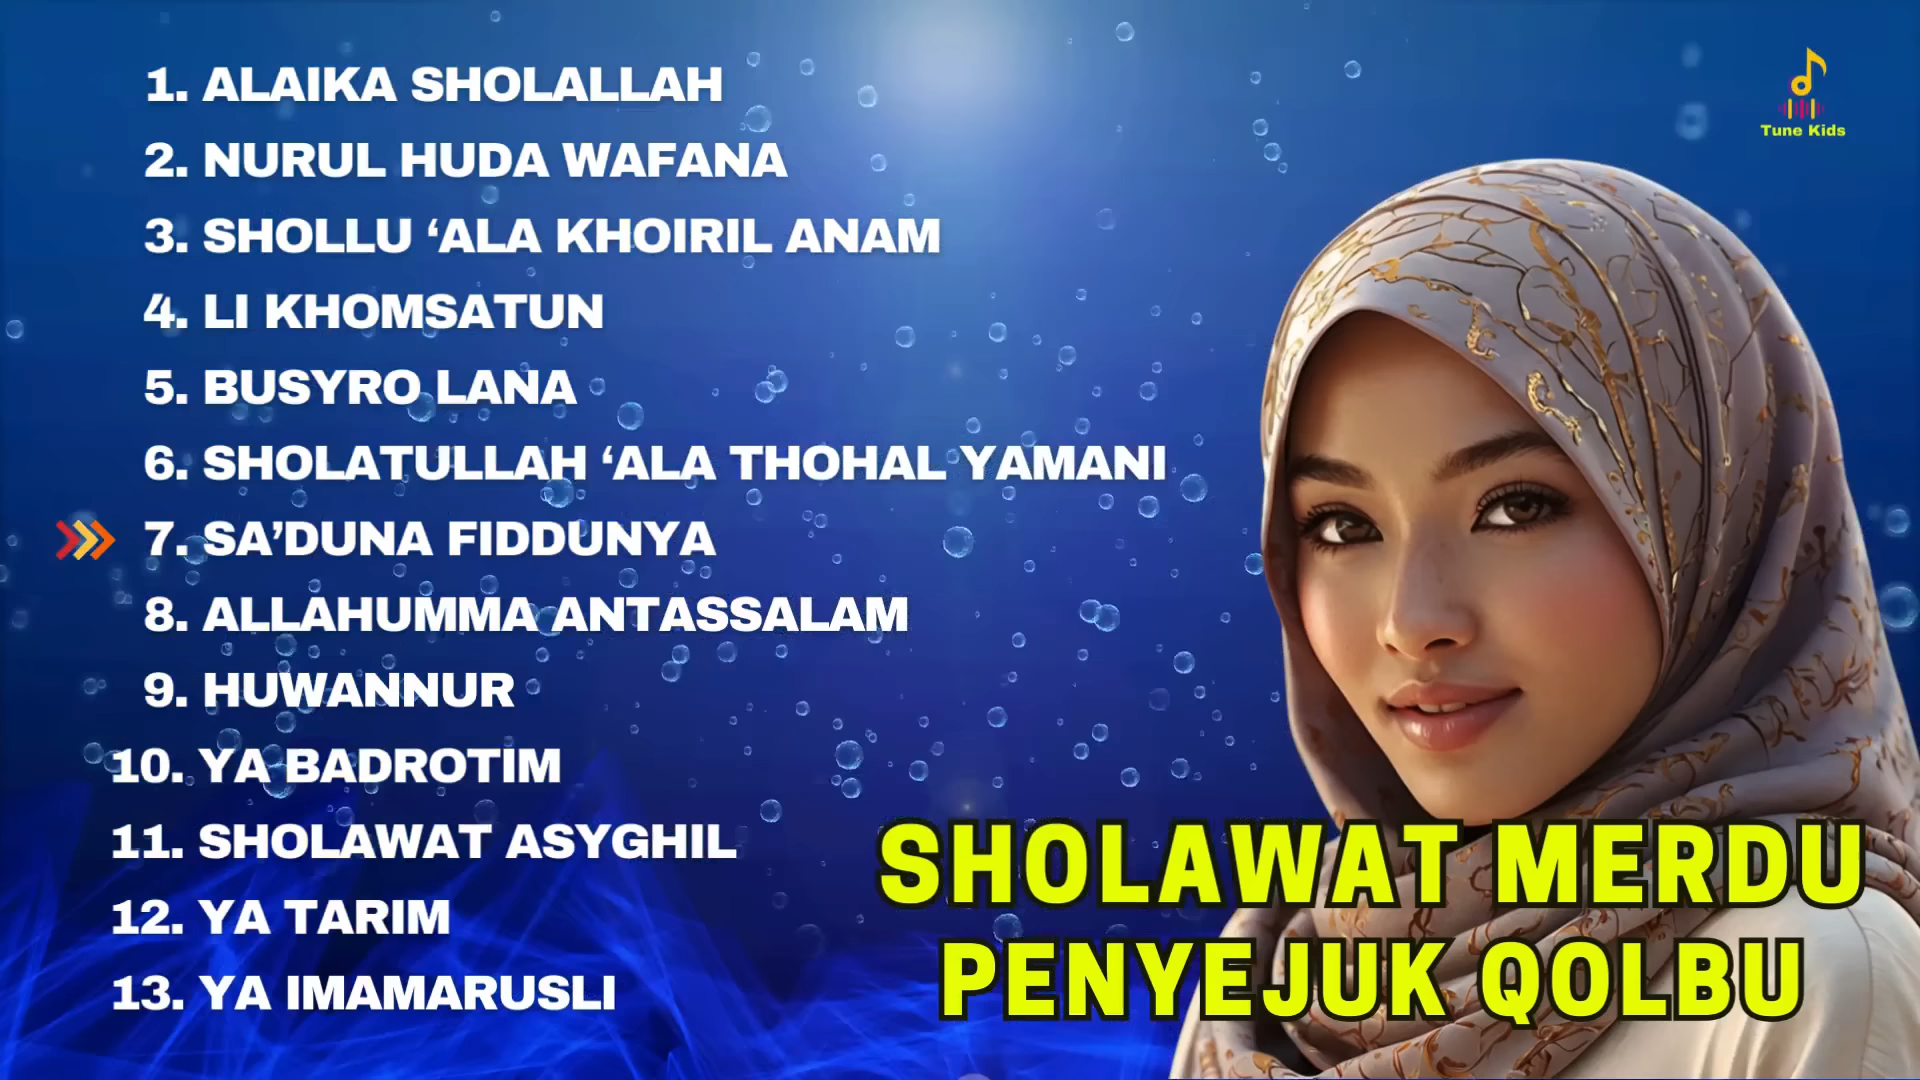 1. ALAIKA SHOLALLAH
2. NURUL HUDA WAFANA
3. SHOLLU ‘ALA KHOIRIL ANAM
4. LI KHOMSATUN
5. BUSYRO LANA
6. SHOLATULLAH ‘ALA THOHAL YAMANI
7. SA’DUNA FIDDUNYA
8. ALLAHUMMA ANTASSALAM
9. HUWANNUR
10. YA BADROTIM
11. SHOLAWAT ASYGHIL
12. YA TARIM
13. YA IMAMARUSLI
Tune Kids
SHOLAWAT MERDU
PENYEJUK QOLBU